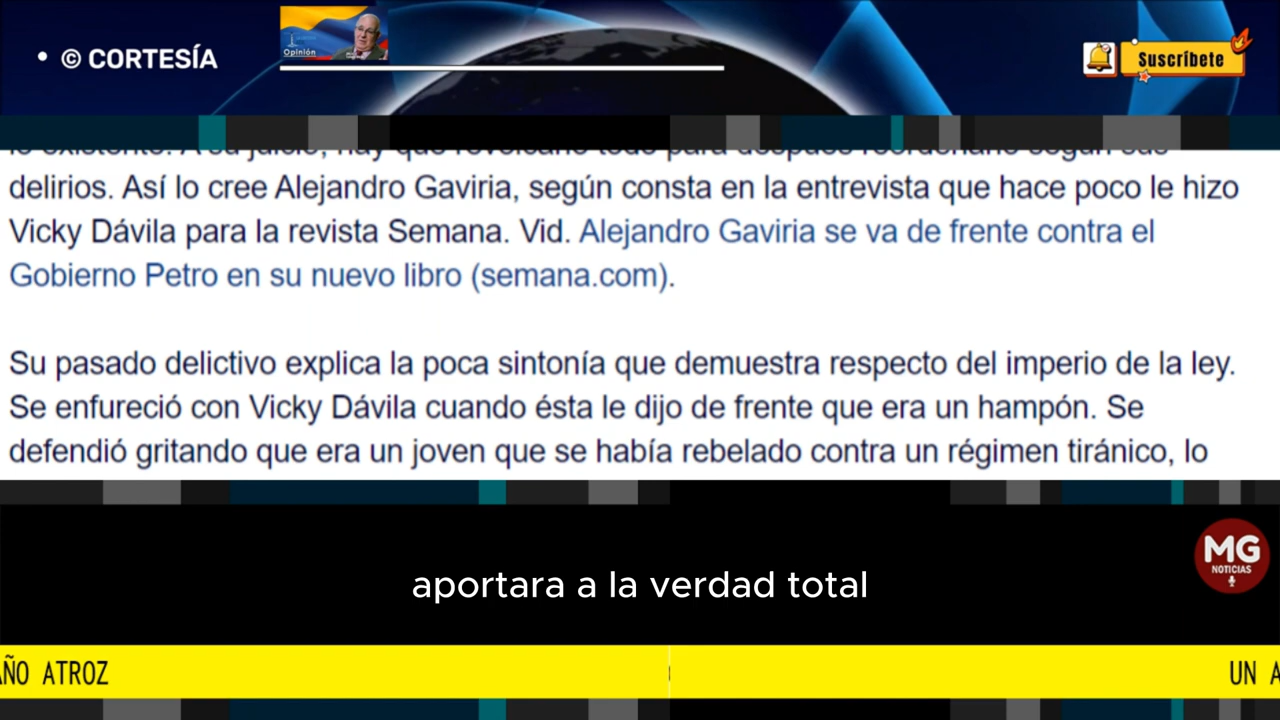 • © CORTESÍA
Opinión
Suscríbete
delirios. Así lo cree Alejandro Gaviria, según consta en la entrevista que hace poco le hizo
Vicky Dávila para la revista Semana. Vid. Alejandro Gaviria se va de frente contra el
Gobierno Petro en su nuevo libro (semana.com).
Su pasado delictivo explica la poca sintonía que demuestra respecto del imperio de la ley.
Se enfureció con Vicky Dávila cuando ésta le dijo de frente que era un hampón. Se
defendió gritando que era un joven que se había rebelado contra un régimen tiránico, lo
MG
NOTICIAS
aportara a la verdad total
ÑO ATROZ
UN A